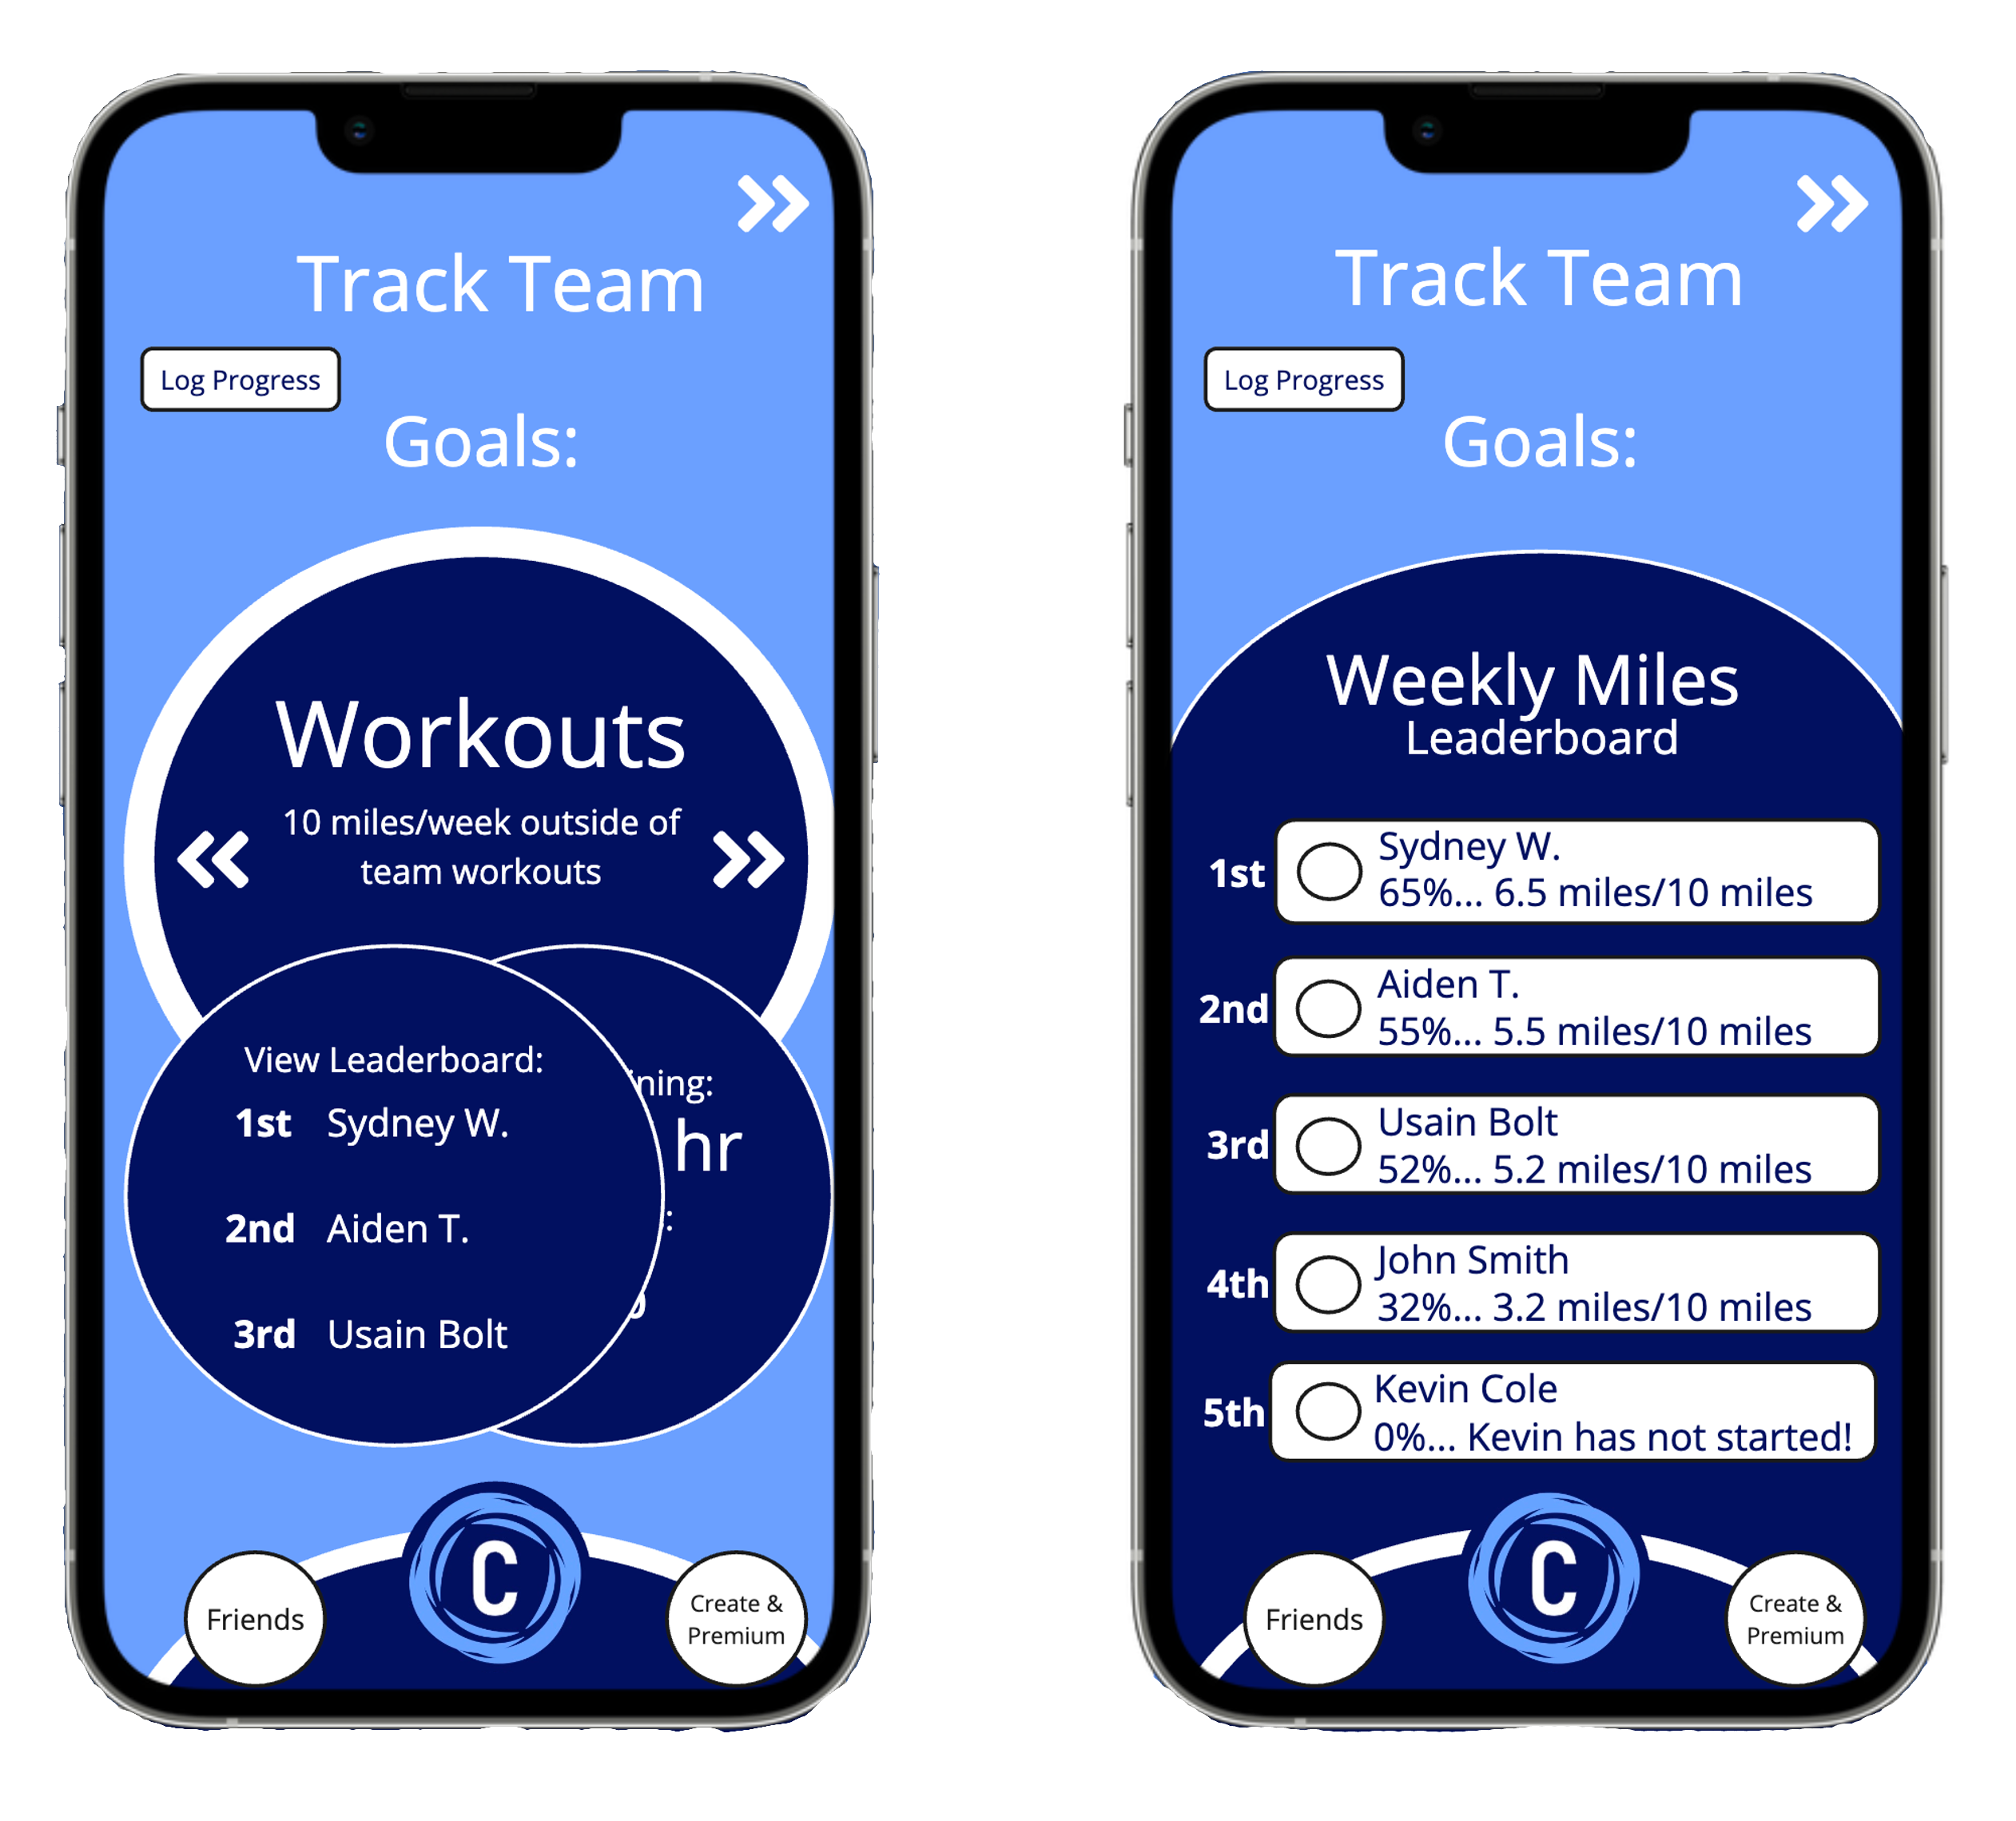 Track Team
Log Progress
Goals:
Workouts
10 miles/week outside of
team workouts
View Leaderboard:
1st Sydney W.
2nd Aiden T.
3rd Usain Bolt
hr
Friends
C
Create &
Premium
Track Team
Log Progress
Goals:
Weekly Miles
Leaderboard
1st
Sydney W.
65%... 6.5 miles/10 miles
2nd
Aiden T.
55%... 5.5 miles/10 miles
3rd
Usain Bolt
52%... 5.2 miles/10 miles
4th
John Smith
32%... 3.2 miles/10 miles
5th
Kevin Cole
0%... Kevin has not started!
Friends
C
Create &
Premium